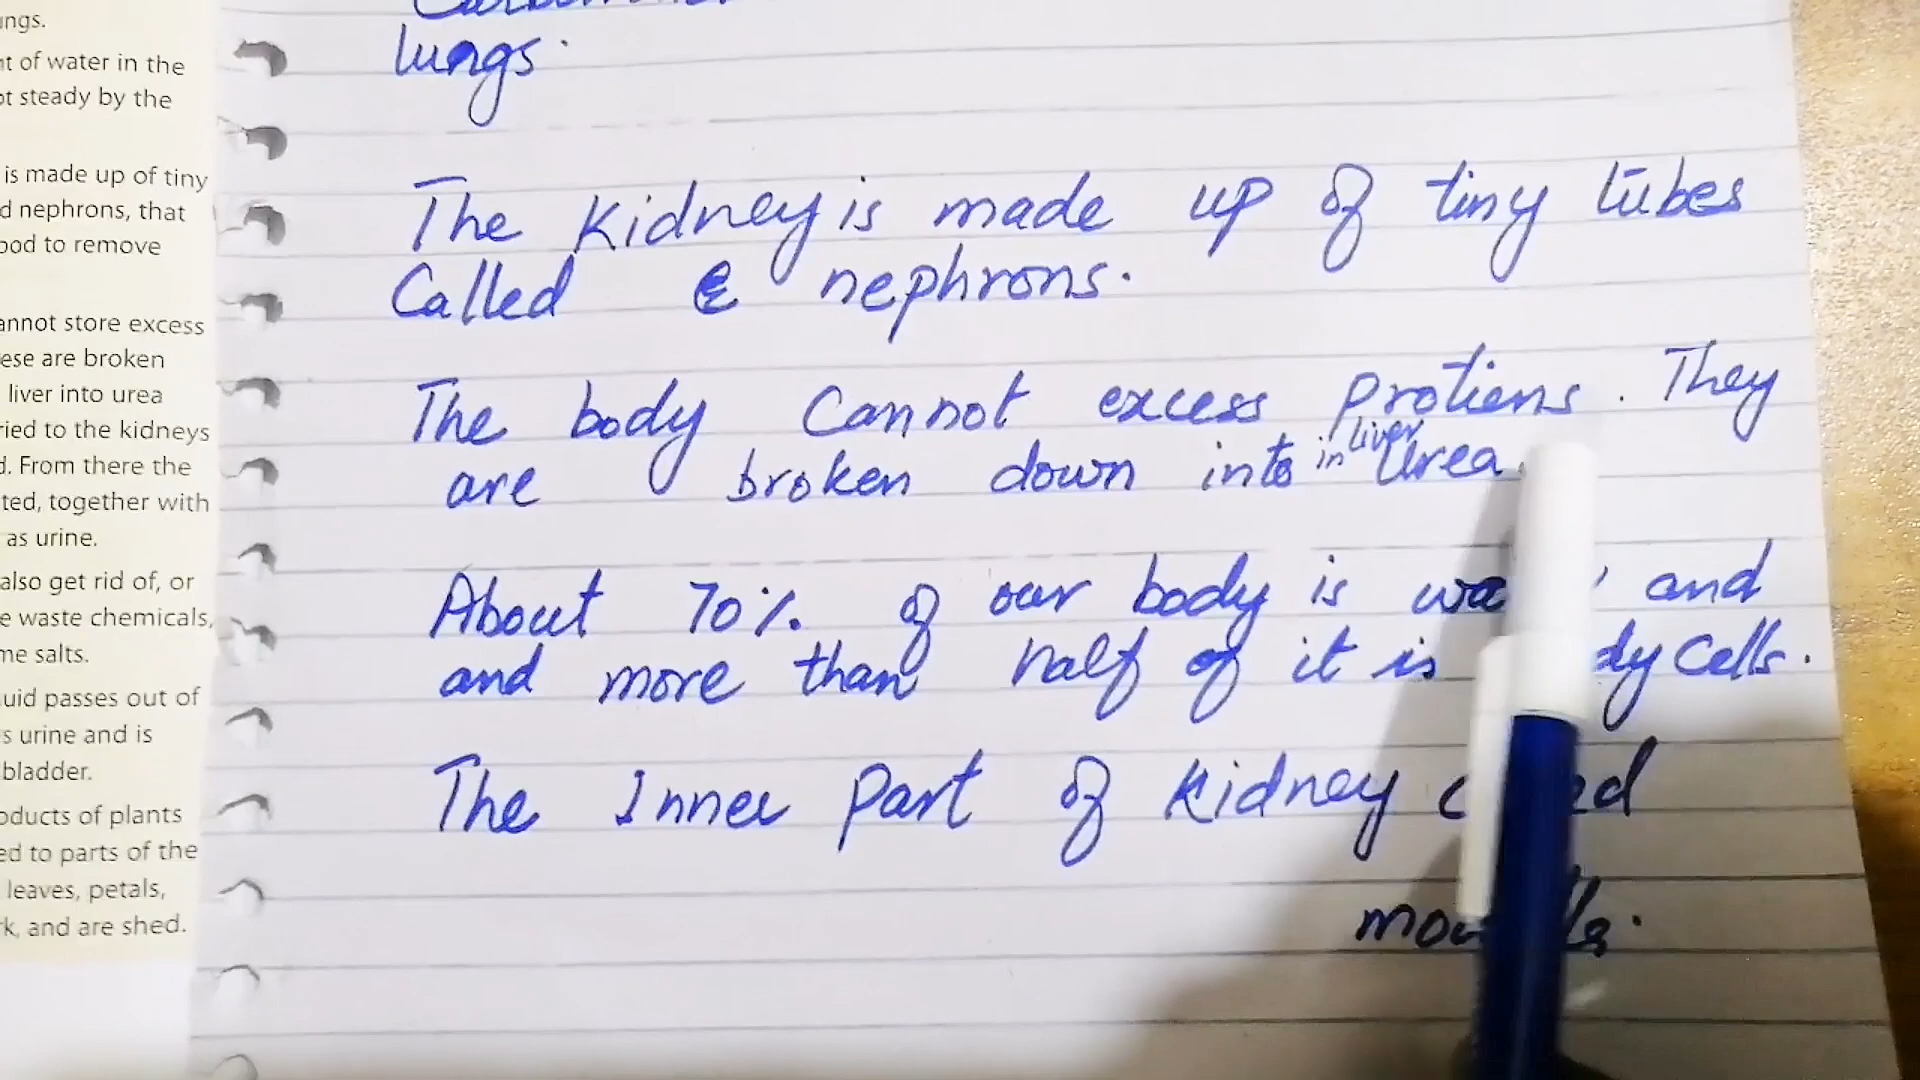 ungs.
nt of water in the
ot steady by the
is made up of tiny
d nephrons, that
ood to remove
annot store excess
ese are broken
liver into urea
ried to the kidneys
d. From there the
ted, together with
as urine.
also get rid of, or
e waste chemicals,
me salts.
uid passes out of
s urine and is
bladder.
oducts of plants
ed to parts of the
leaves, petals,
rk, and are shed.
lungs.
The kidney is made up of tiny tubes
Called nephrons.
The body Cannot excess protiens. They
are broken down into in liver Urea.
About 70% of our body is and
and more than half of it is dy Cells.
The Inner part of kidney